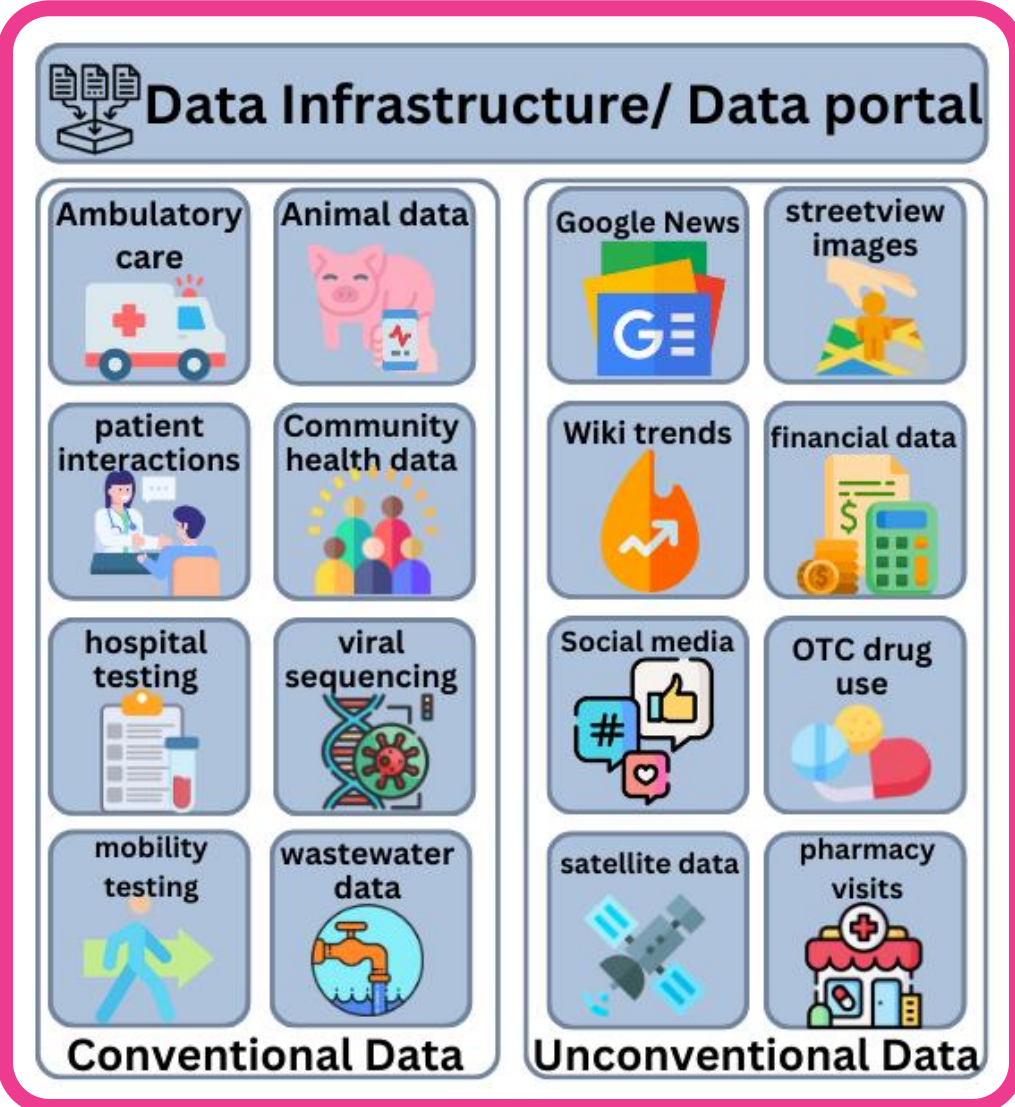 Data Infrastructure/ Data portal
Ambulatory
care
Animal data
patient
interactions
Community
health data
hospital
testing
viral
sequencing
mobility
testing
wastewater
data
Conventional Data
Google News
GE
streetview
images
Wiki trends
financial data
$
$
Social media
#
OTC drug
use
satellite data
pharmacy
visits
Unconventional Data